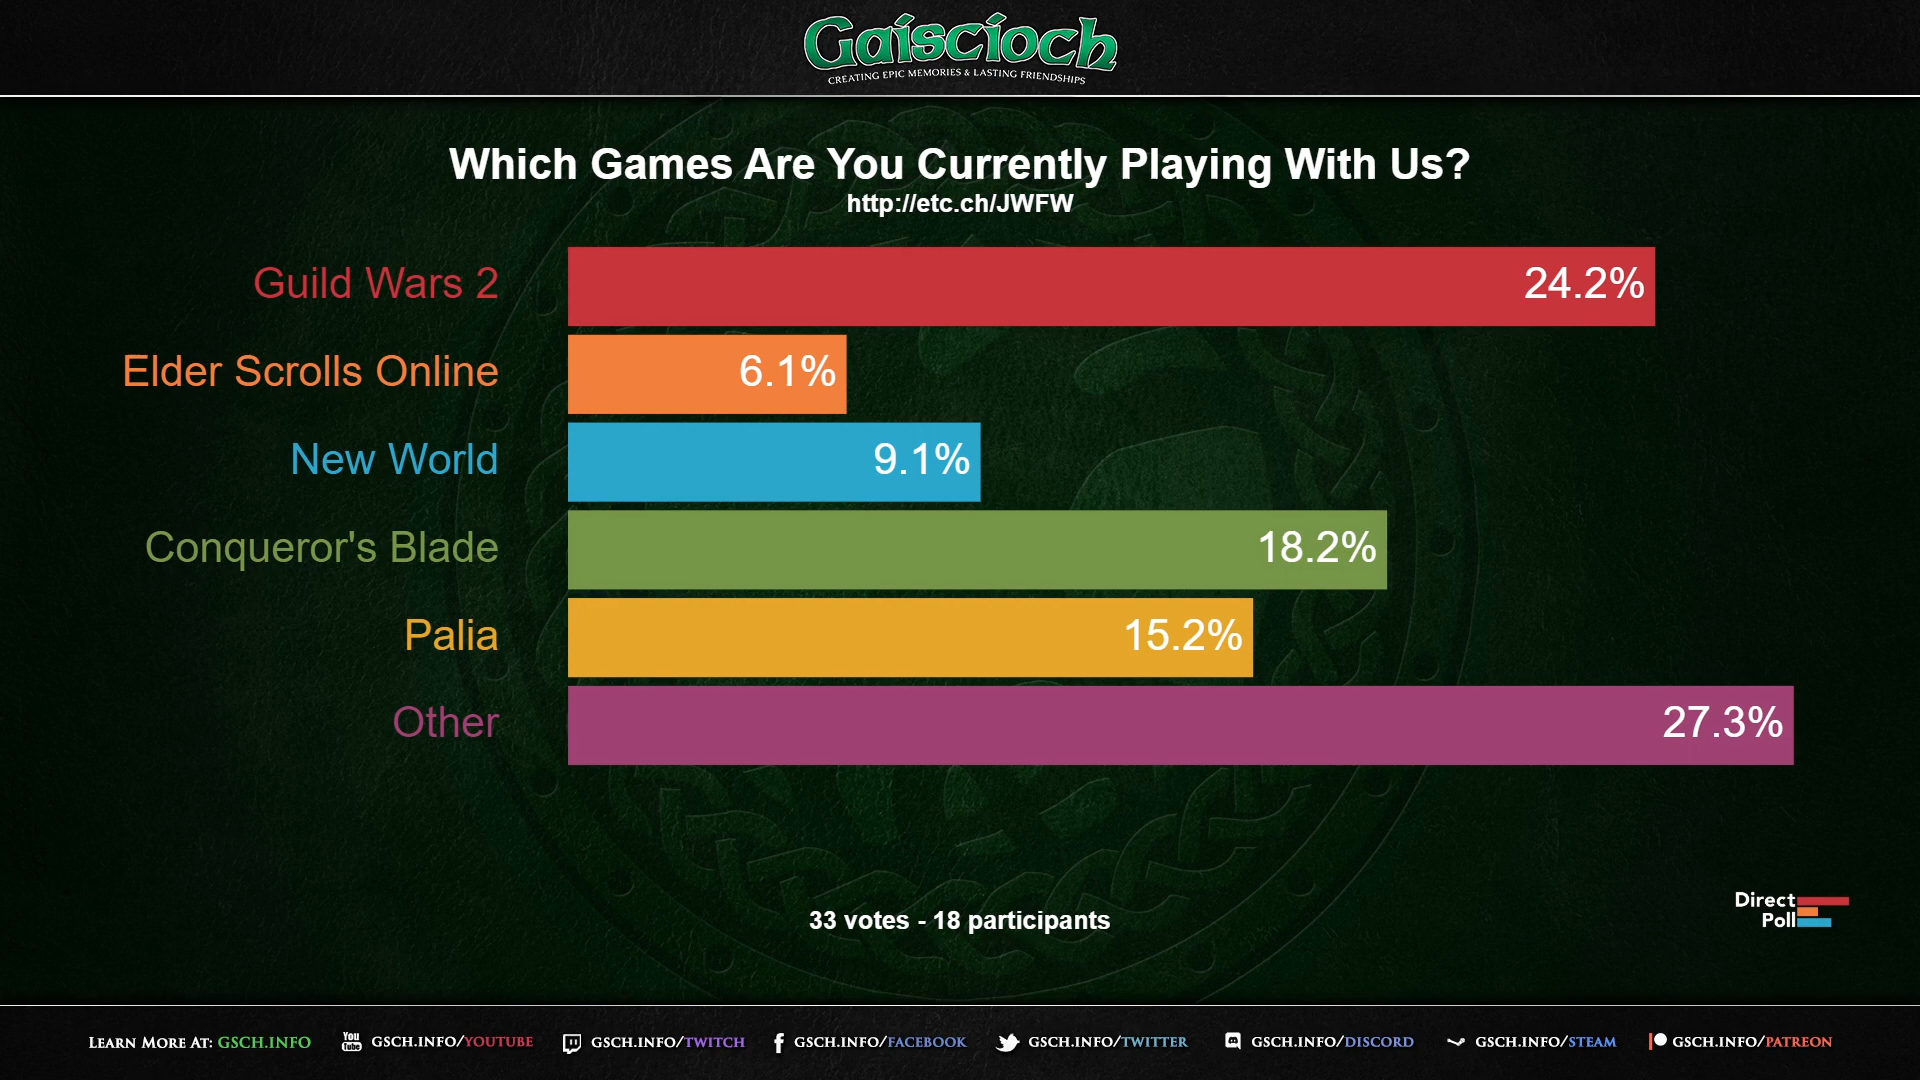 Gaiscioch
CREATING EPIC MEMORIES & LASTING FRIENDSHIPS
Which Games Are You Currently Playing With Us?
http://etc.ch/JWFW
Guild Wars 2 24.2%
Elder Scrolls Online 6.1%
New World 9.1%
Conqueror's Blade 18.2%
Palia 15.2%
Other 27.3%
33 votes - 18 participants
Direct
Poll
LEARN MORE AT: GSCH.INFO You Tube GSCH.INFO/YOUTUBE GSCH.INFO/TWITCH f GSCH.INFO/FACEBOOK GSCH.INFO/TWITTER GSCH.INFO/DISCORD GSCH.INFO/STEAM GSCH.INFO/PATREON